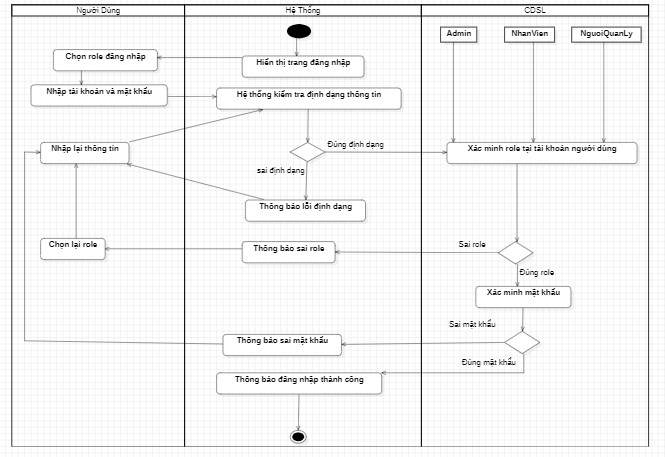 Người Dùng
Hệ Thống
CDSL
Admin
NhanVien
NguoiQuanLy
Chọn role đăng nhập
Hiển thị trang đăng nhập
Nhập tài khoản và mật khẩu
Hệ thống kiểm tra định dạng thông tin
Nhập lại thông tin
Đúng định dạng
Xác minh role tại tài khoản người dùng
sai định dạng
Thông báo lỗi định dạng
Chọn lại role
Thông báo sai role
Sai role
Đúng role
Xác minh mật khẩu
Sai mật khẩu
Thông báo sai mật khẩu
Đúng mật khẩu
Thông báo đăng nhập thành công